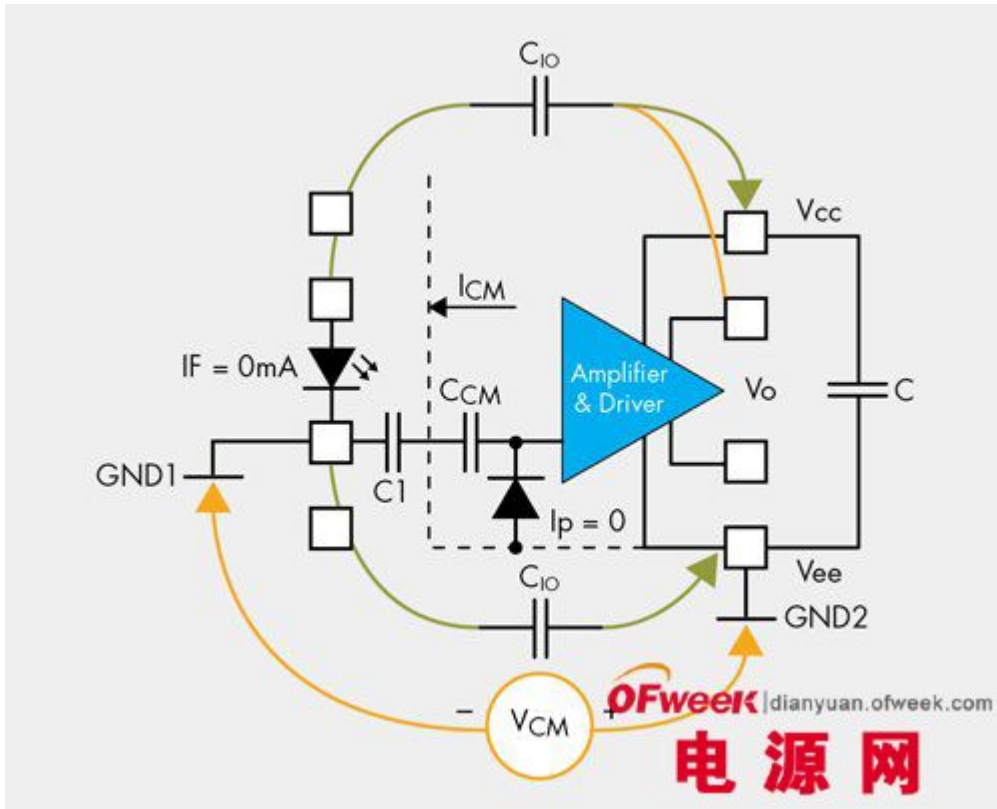 CIO
Vcc
ICM
IF = 0mA
Amplifier
& Driver
CCM
Vo
C
GND1
C1
Ip = 0
CIO
Vee
GND2
− VCM +
OFweek | dianyuan.ofweek.com
电源网